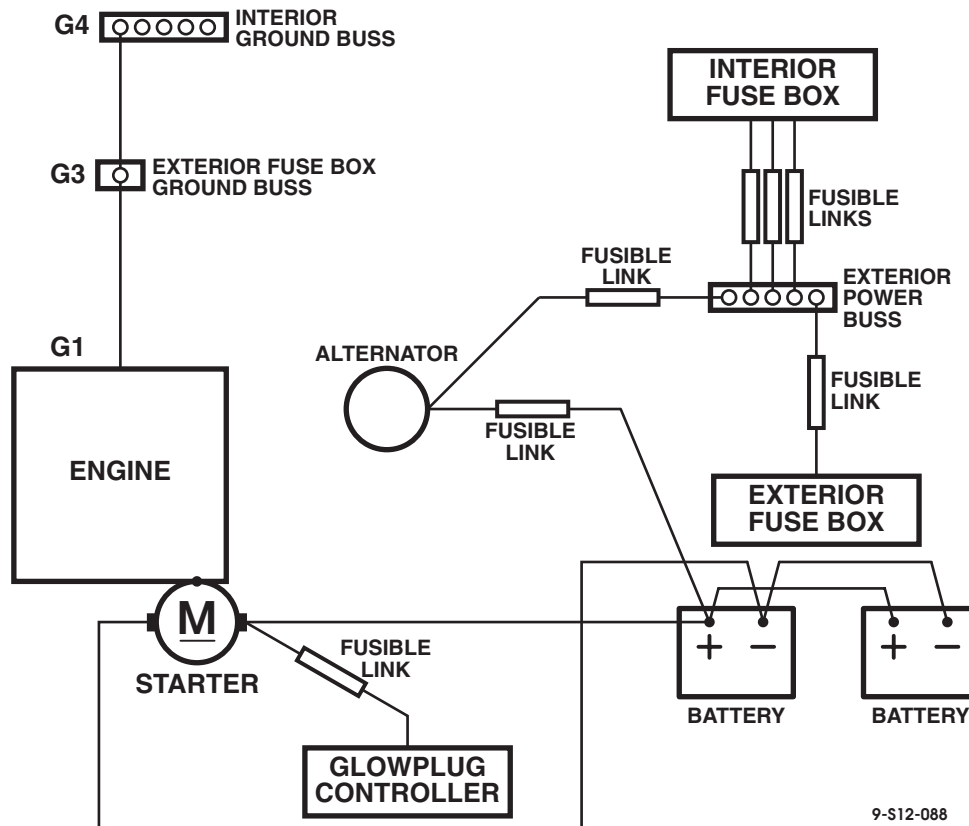 G4
INTERIOR
GROUND BUSS
G3
EXTERIOR FUSE BOX
GROUND BUSS
INTERIOR
FUSE BOX
FUSIBLE
LINKS
FUSIBLE
LINK
EXTERIOR
POWER
BUSS
G1
ALTERNATOR
FUSIBLE
LINK
FUSIBLE
LINK
ENGINE
EXTERIOR
FUSE BOX
M
STARTER
FUSIBLE
LINK
+ −
BATTERY
+ −
BATTERY
GLOWPLUG
CONTROLLER
9-S12-088